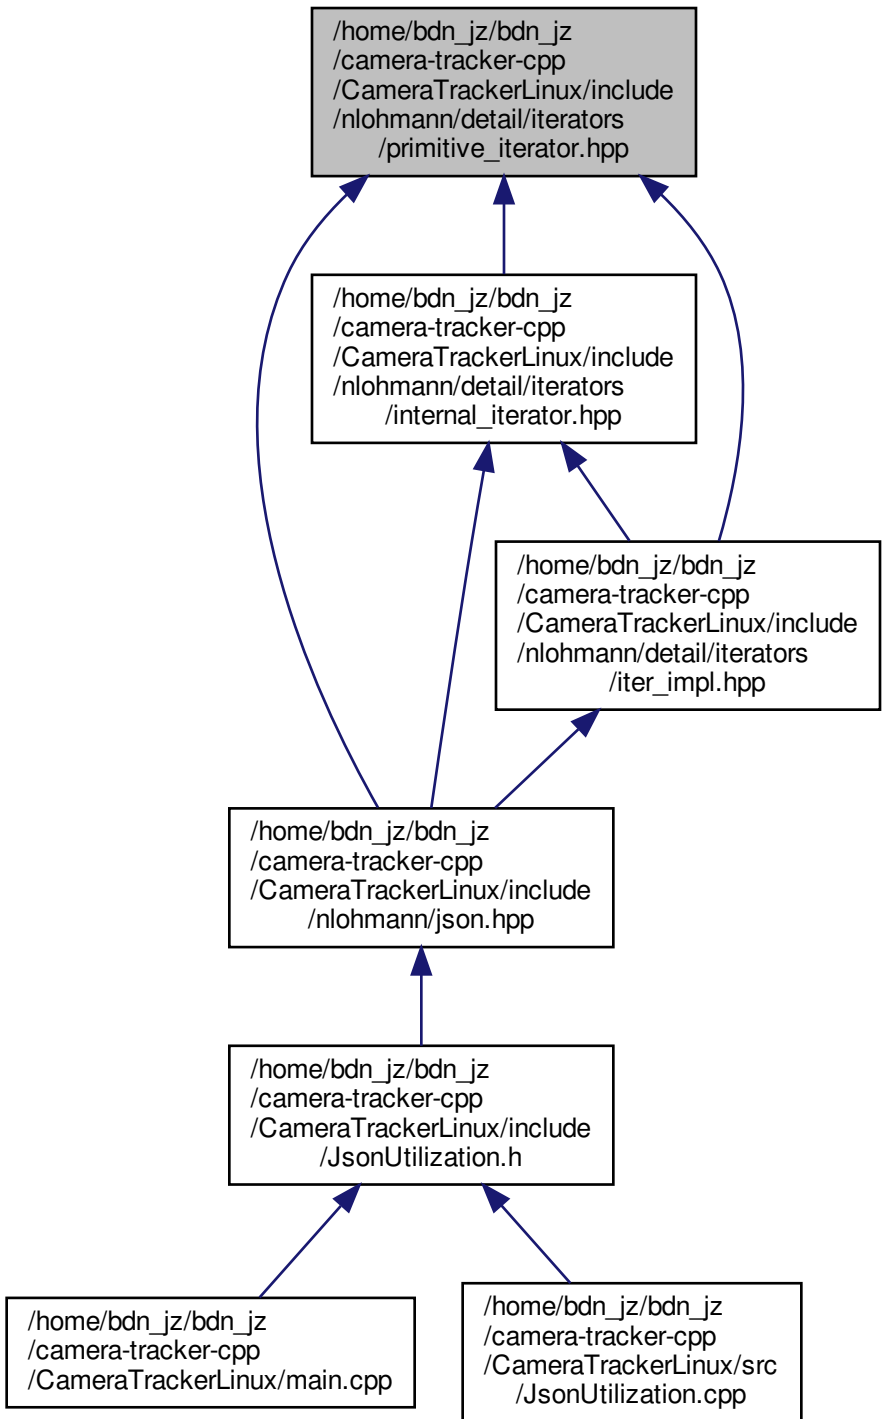 /home/bdn_jz/bdn_jz
/camera-tracker-cpp
/CameraTrackerLinux/include
/nlohmann/detail/iterators
/primitive_iterator.hpp
/home/bdn_jz/bdn_jz
/camera-tracker-cpp
/CameraTrackerLinux/include
/nlohmann/detail/iterators
/internal_iterator.hpp
/home/bdn_jz/bdn_jz
/camera-tracker-cpp
/CameraTrackerLinux/include
/nlohmann/detail/iterators
/iter_impl.hpp
/home/bdn_jz/bdn_jz
/camera-tracker-cpp
/CameraTrackerLinux/include
/nlohmann/json.hpp
/home/bdn_jz/bdn_jz
/camera-tracker-cpp
/CameraTrackerLinux/include
/JsonUtilization.h
/home/bdn_jz/bdn_jz
/camera-tracker-cpp
/CameraTrackerLinux/main.cpp
/home/bdn_jz/bdn_jz
/camera-tracker-cpp
/CameraTrackerLinux/src
/JsonUtilization.cpp